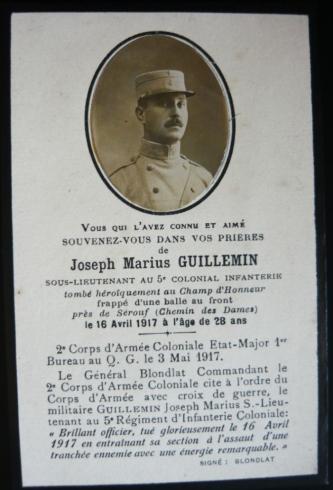 Vous qui l'avez connu et aimé
SOUVENEZ-VOUS DANS VOS PRIÈRES
de
Joseph Marius GUILLEMIN
SOUS-LIEUTENANT AU 5e COLONIAL INFANTERIE
tombé héroïquement au Champ d'Honneur
frappé d'une balle au front
près de Sérouf (Chemin des Dames)
le 16 Avril 1917 à l'âge de 28 ans
2e Corps d'Armée Coloniale Etat-Major 1er
Bureau au Q. G. le 3 Mai 1917.
Le Général Blondlat Commandant le
2e Corps d'Armée Coloniale cite à l'ordre du
Corps d'Armée avec croix de guerre, le
militaire GUILLEMIN Joseph Marius S.-Lieu-
tenant au 5e Régiment d'Infanterie Coloniale:
« Brillant officier, tué glorieusement le 16 Avril
1917 en entraînant sa section à l'assaut d'une
tranchée ennemie avec une énergie remarquable. »
SIGNÉ : BLONDLAT